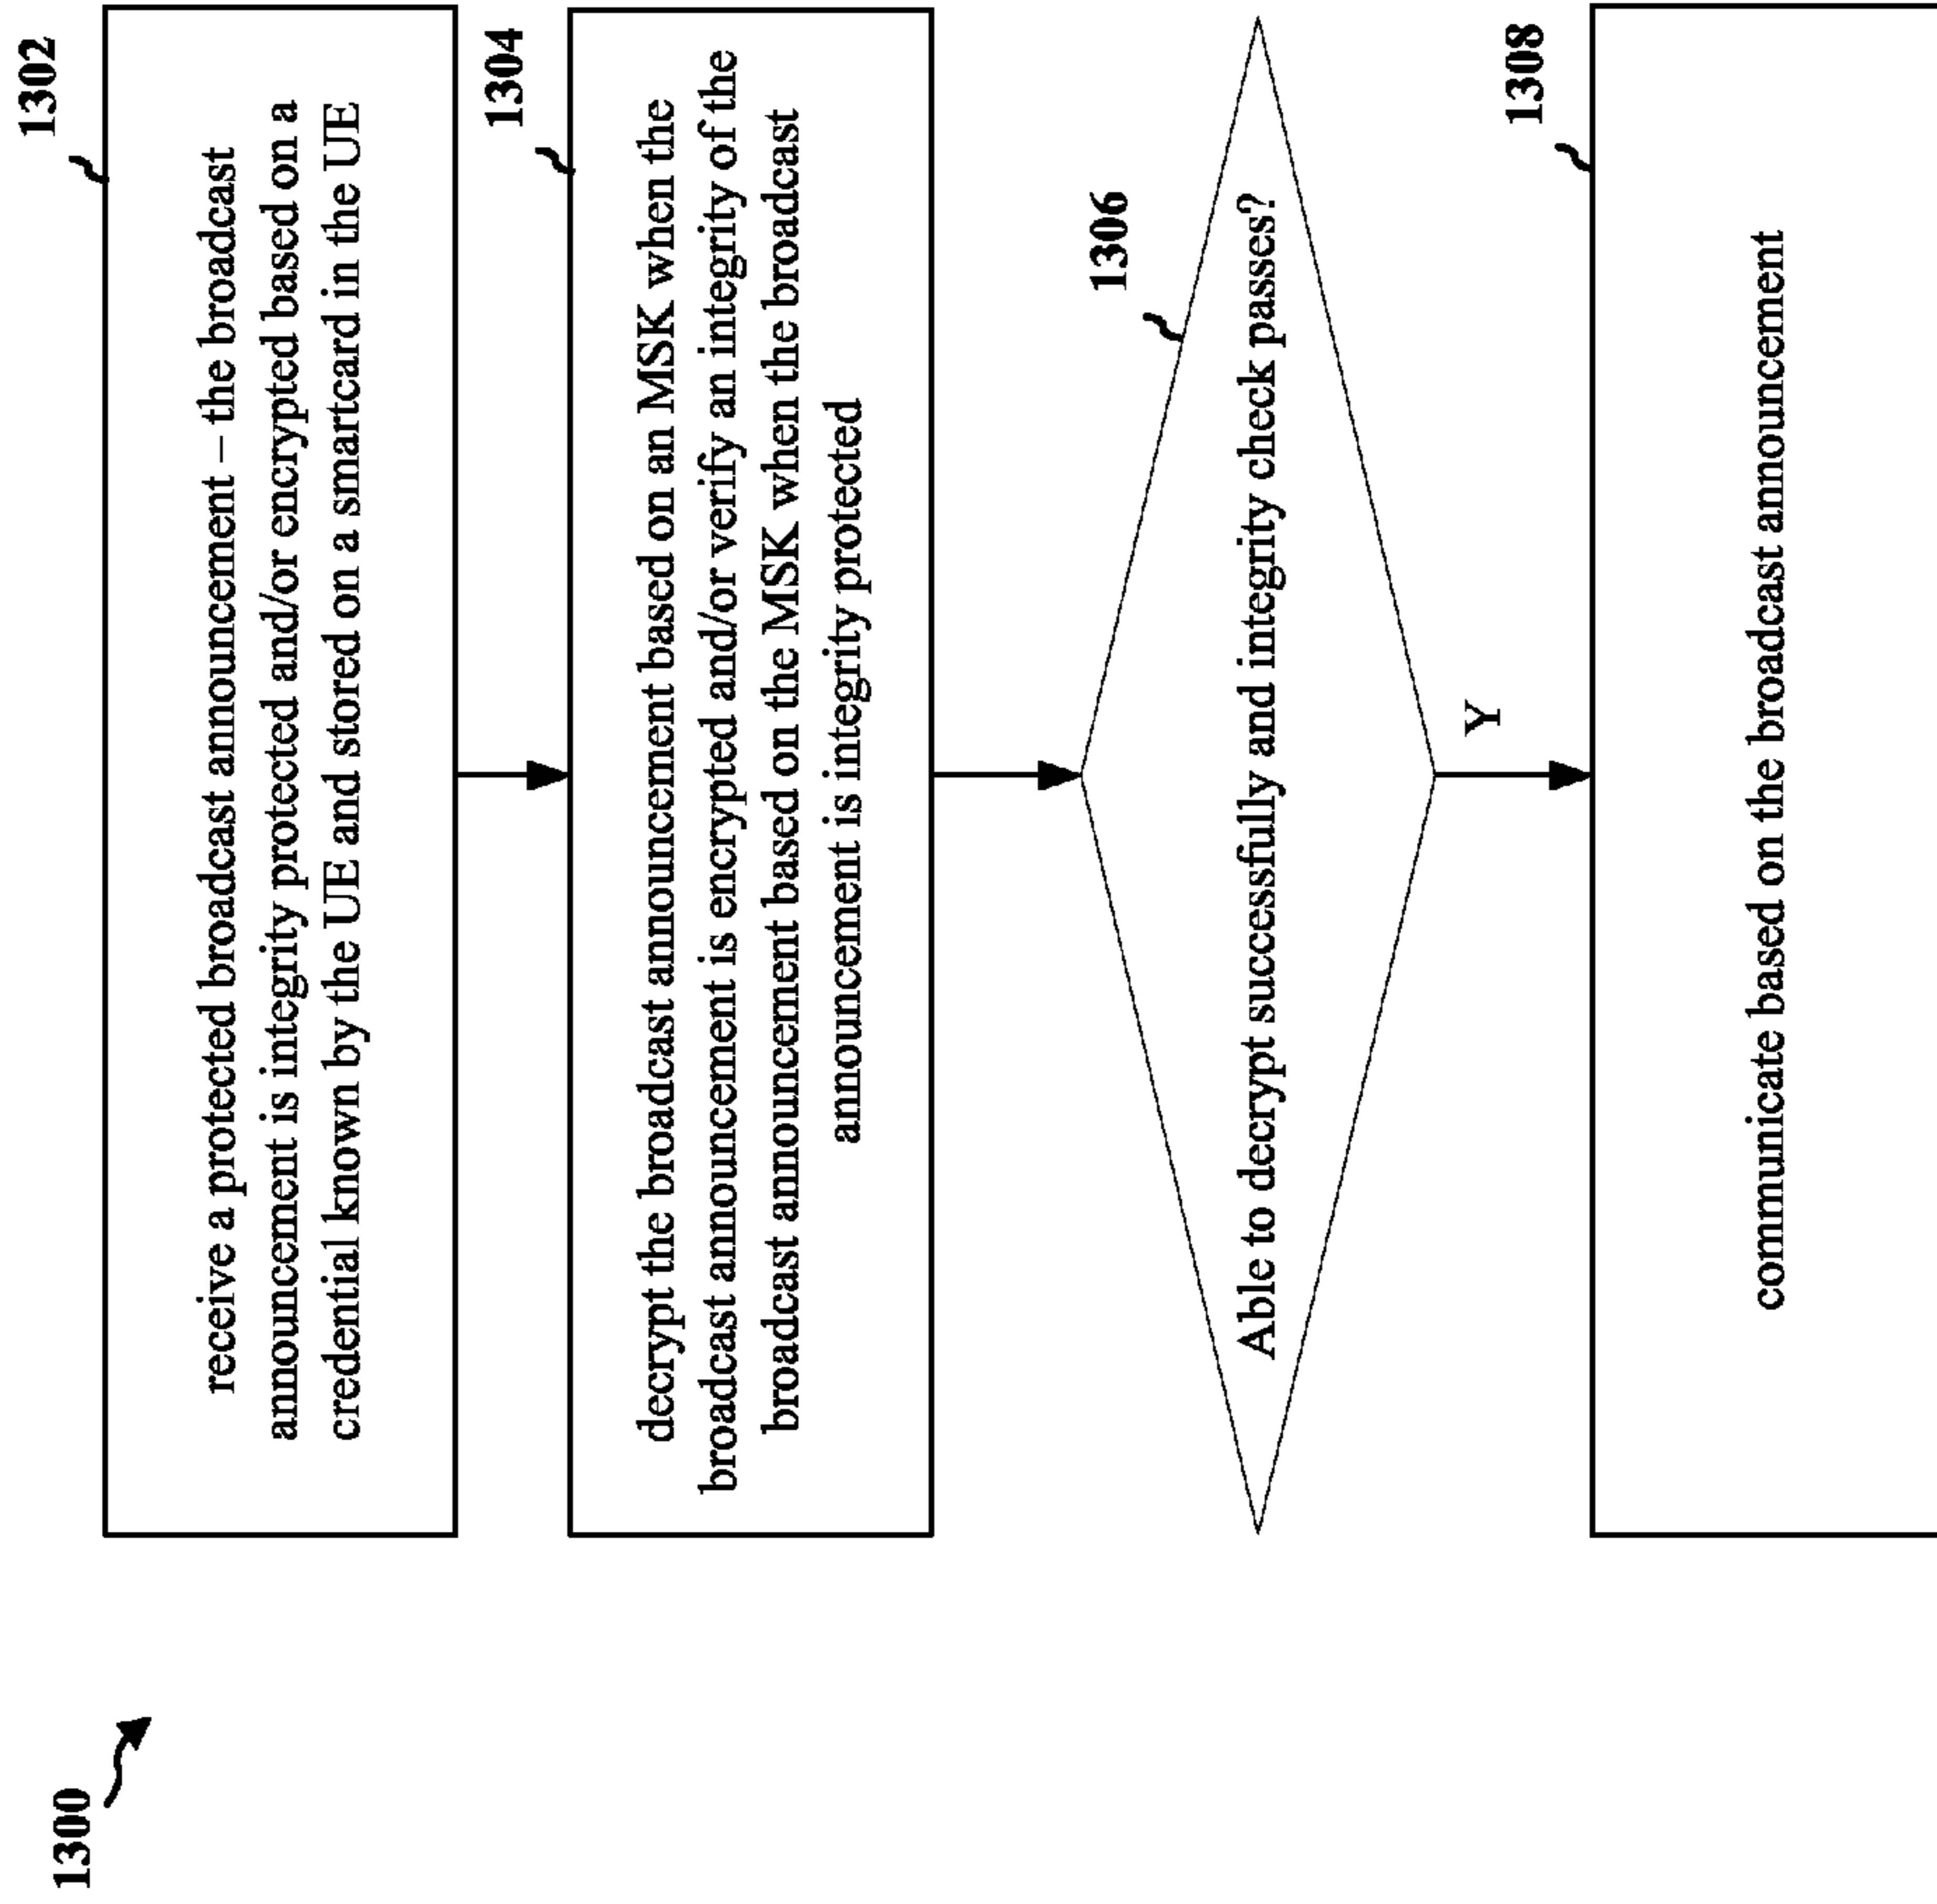 1300
1302
receive a protected broadcast announcement – the broadcast
announcement is integrity protected and/or encrypted based on a
credential known by the UE and stored on a smartcard in the UE
1304
decrypt the broadcast announcement based on an MSK when the
broadcast announcement is encrypted and/or verify an integrity of the
broadcast announcement based on the MSK when the broadcast
announcement is integrity protected
1306
Able to decrypt successfully and integrity check passes?
Y
1308
communicate based on the broadcast announcement